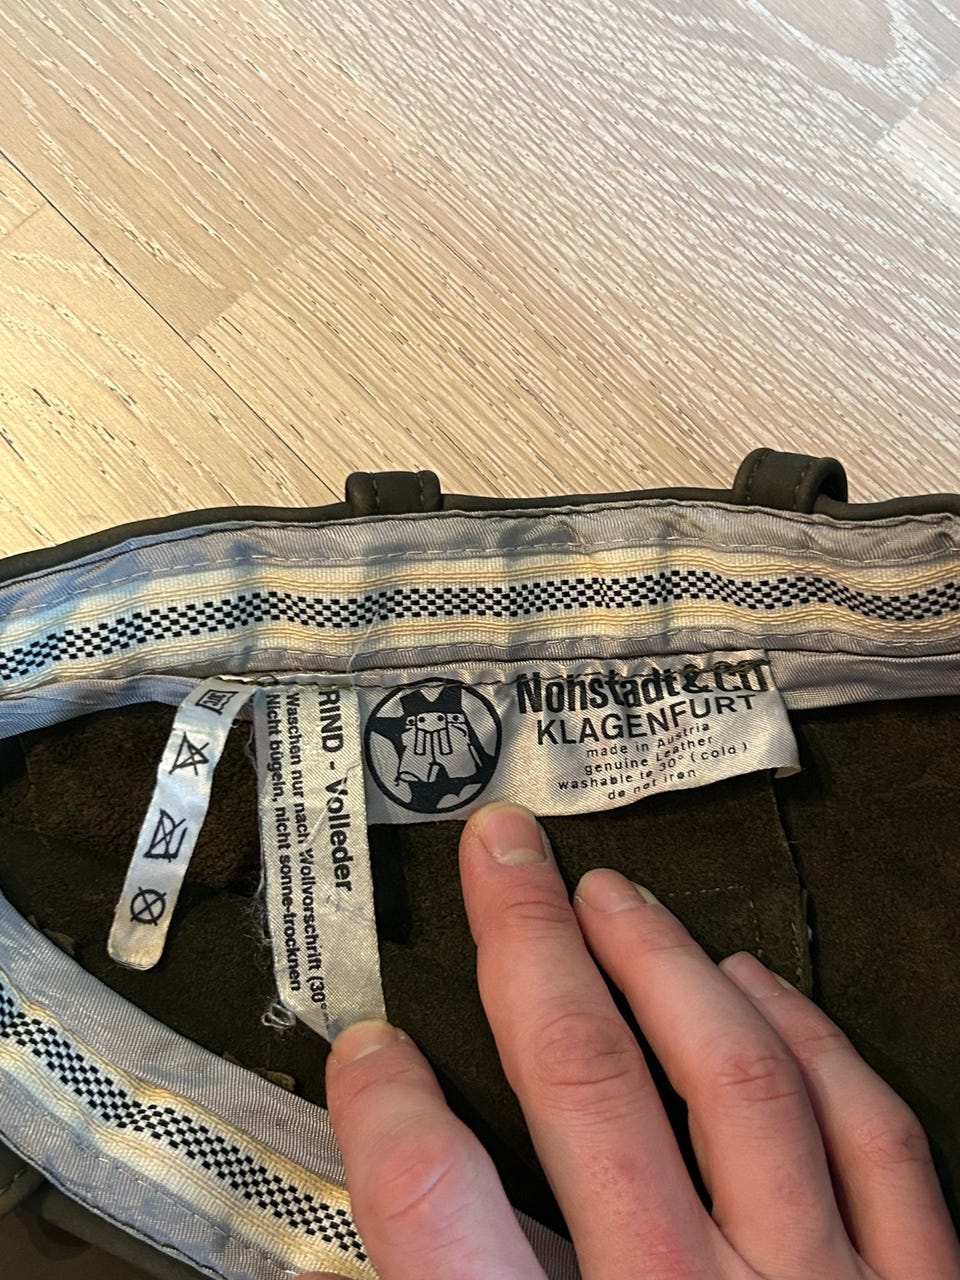 RIND - Volleder
Waschen nur nach Wollvorschrift (30°
Nicht bügeln, nicht sonne-trocknen
Nohstadt & Co
KLAGENFURT
made in Austria
genuine Leather
washable to 30° (cold)
do not iron